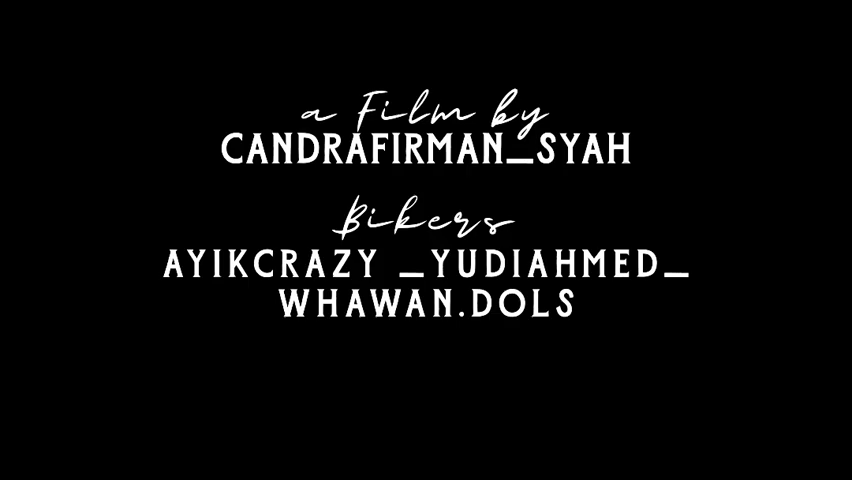 a Film by
CANDRAFIRMAN_SYAH
Bikers
AYIKCRAZY _YUDIAHMED_
WHAWAN.DOLS